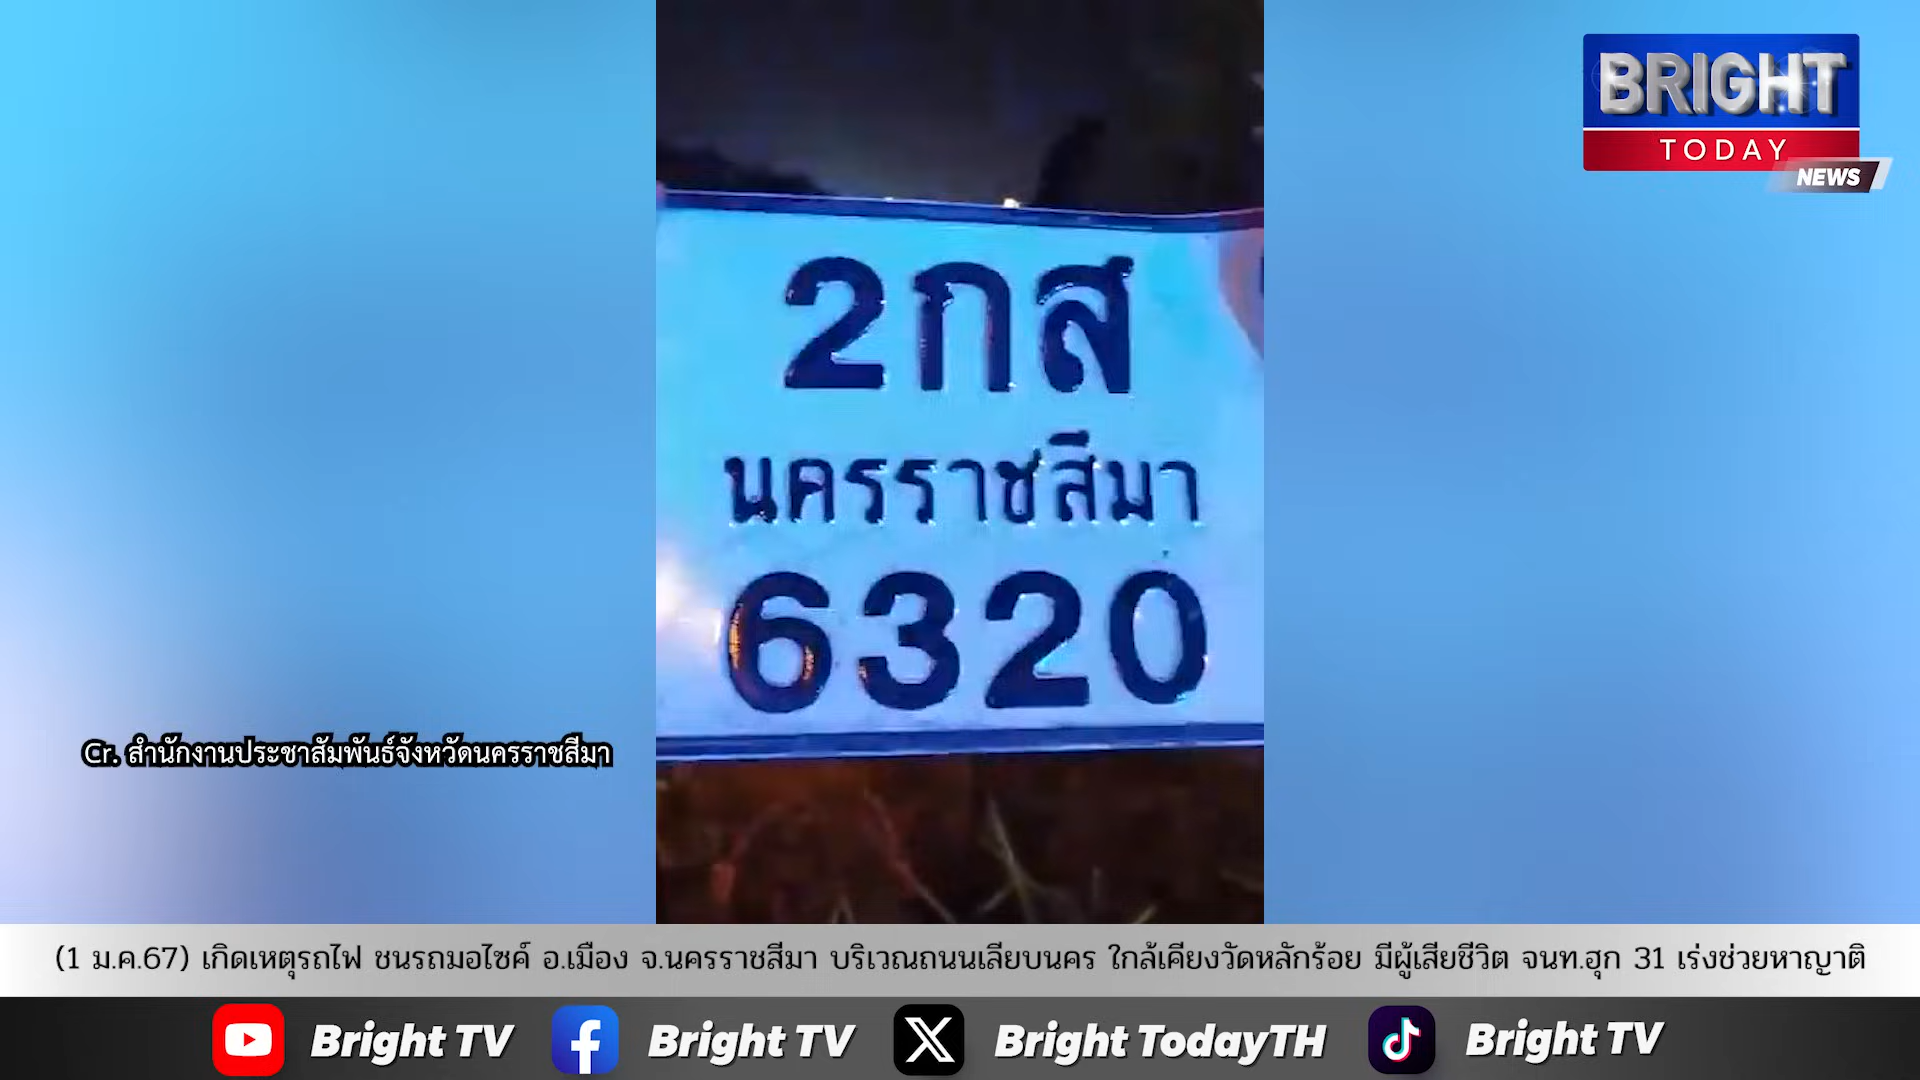 BRIGHT
TODAY
NEWS
2กส
นครราชสีมา
6320
Cr. สำนักงานประชาสัมพันธ์จังหวัดนครราชสีมา
(1 ม.ค.67) เกิดเหตุรถไฟ ชนรถมอไซค์ อ.เมือง จ.นครราชสีมา บริเวณถนนเลียบนคร ใกล้เคียงวัดหลักร้อย มีผู้เสียชีวิต จนท.ฮุก 31 เร่งช่วยหาญาติ
Bright TV Bright TV Bright TodayTH Bright TV